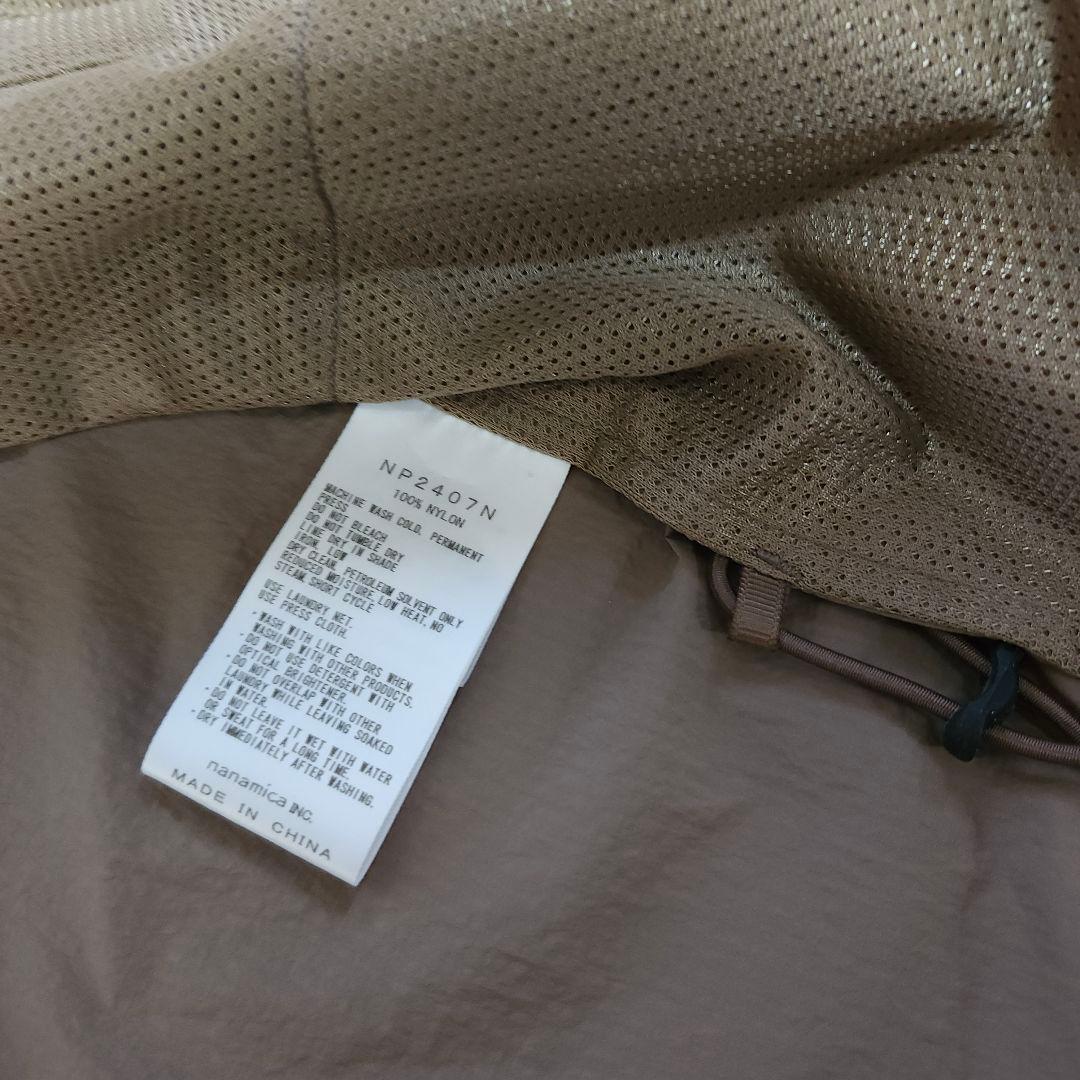 NP2407N
100% NYLON
MACHINE WASH COLD. PERMANENT
PRESS
DO NOT BLEACH
DO NOT TUMBLE DRY
LINE DRY IN SHADE
IRON, LOW
DRY CLEAN, PETROLEUM SOLVENT ONLY
REDUCED MOISTURE, LOW HEAT, NO
STEAM, SHORT CYCLE
USE LAUNDRY NET.
USE PRESS CLOTH.
- WASH WITH LIKE COLORS WHEN
WASHING WITH OTHER PRODUCTS.
- DO NOT USE DETERGENT WITH
OPTICAL BRIGHTENER.
- DO NOT OVERLAP WITH OTHER
LAUNDRY WHILE LEAVING SOAKED
IN WATER.
- DO NOT LEAVE IT WET WITH WATER
OR SWEAT FOR A LONG TIME.
- DRY IMMEDIATELY AFTER WASHING.
nanamica INC.
MADE IN CHINA